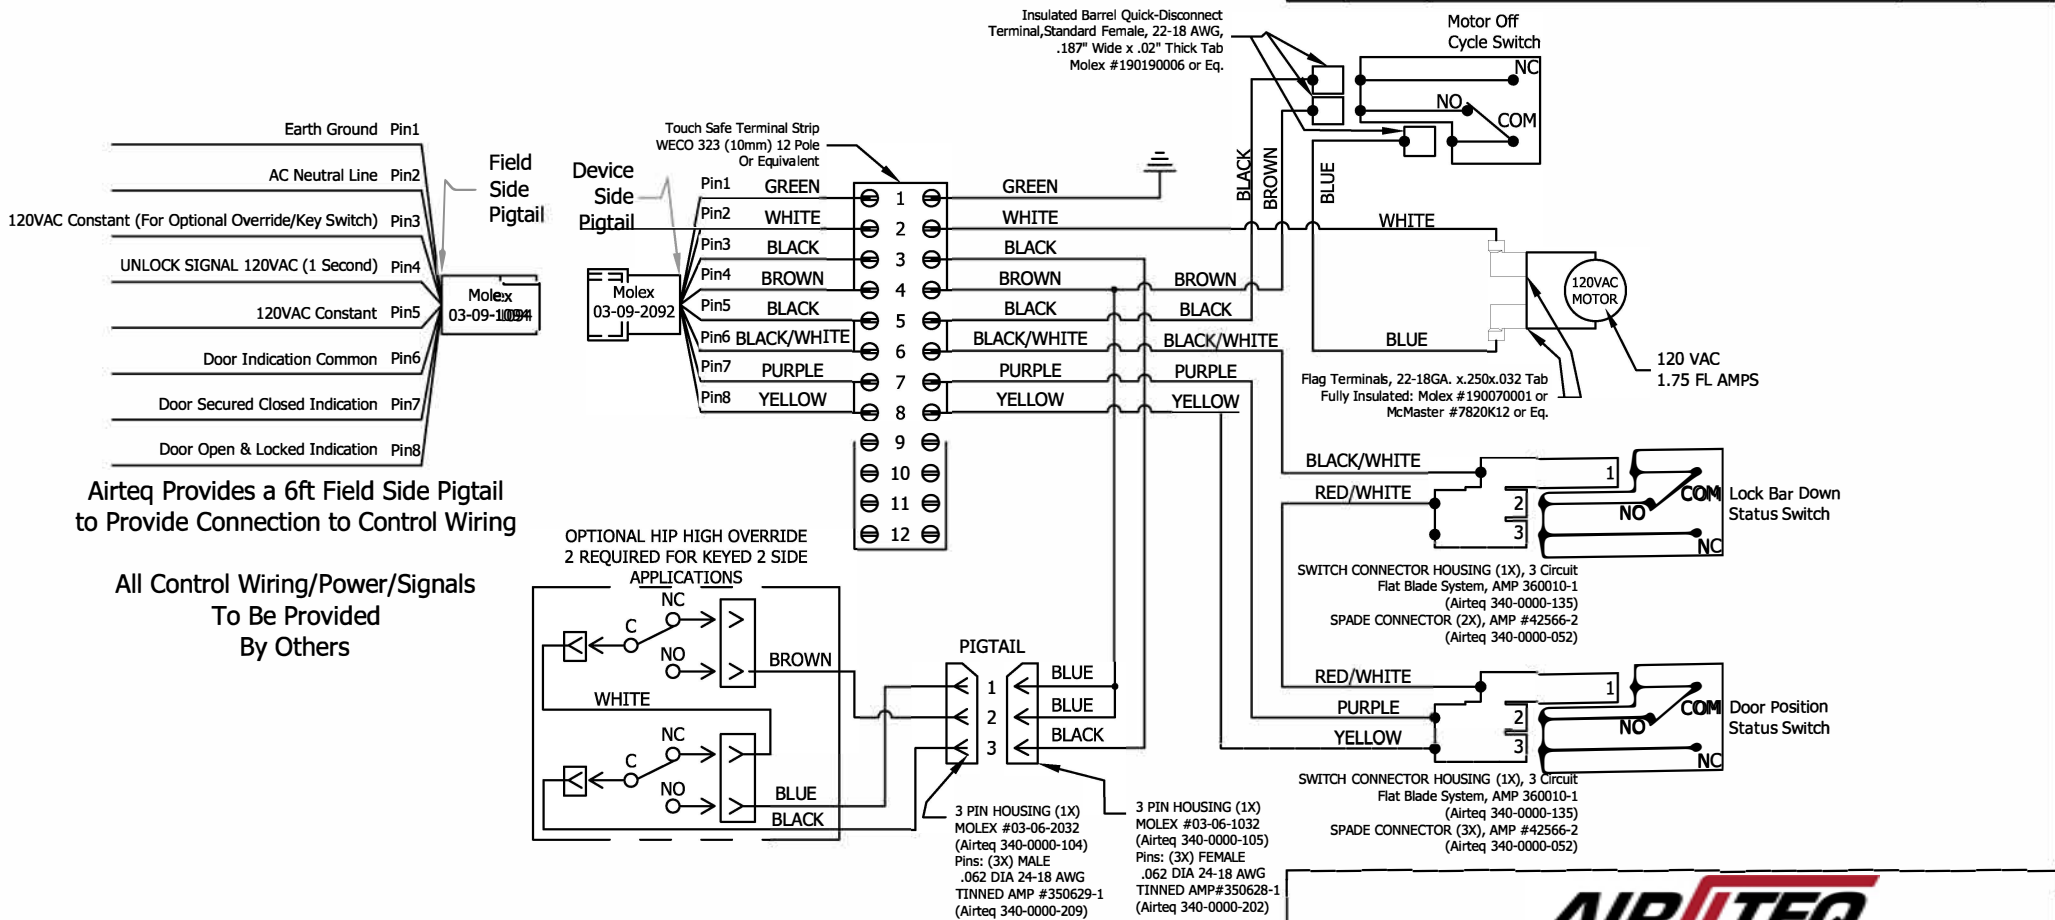 Insulated Barrel Quick-Disconnect
Terminal,Standard Female, 22-18 AWG,
.187" Wide x .02" Thick Tab
Molex #190190006 or Eq.
Motor Off
Cycle Switch
NC
NO
COM
Earth Ground Pin1
AC Neutral Line Pin2
120VAC Constant (For Optional Override/Key Switch) Pin3
UNLOCK SIGNAL 120VAC (1 Second) Pin4
120VAC Constant Pin5
Door Indication Common Pin6
Door Secured Closed Indication Pin7
Door Open & Locked Indication Pin8
Field
Side
Pigtail
Molex
Airteq Provides a 6ft Field Side Pigtail
to Provide Connection to Control Wiring
All Control Wiring/Power/Signals
To Be Provided
By Others
Device
Side
Pigtail
Molex
03-09-2092
Touch Safe Terminal Strip
WECO 323 (10mm) 12 Pole
Or Equivalent
Pin1 GREEN 1 GREEN
Pin2 WHITE 2 WHITE WHITE
Pin3 BLACK 3 BLACK
Pin4 BROWN 4 BROWN BROWN
Pin5 BLACK 5 BLACK BLACK
Pin6 BLACK/WHITE 6 BLACK/WHITE BLACK/WHITE
Pin7 PURPLE 7 PURPLE PURPLE
Pin8 YELLOW 8 YELLOW YELLOW
9
10
11
12
BLACK
BROWN
BLUE
BLUE
120VAC
MOTOR
120 VAC
1.75 FL AMPS
Flag Terminals, 22-18GA. x.250x.032 Tab
Fully Insulated: Molex #190070001 or
McMaster #7820K12 or Eq.
BLACK/WHITE
RED/WHITE
1
2
3
COM
NO
NC
Lock Bar Down
Status Switch
SWITCH CONNECTOR HOUSING (1X), 3 Circuit
Flat Blade System, AMP 360010-1
(Airteq 340-0000-135)
SPADE CONNECTOR (2X), AMP #42566-2
(Airteq 340-0000-052)
RED/WHITE
PURPLE
YELLOW
1
2
3
COM
NO
NC
Door Position
Status Switch
SWITCH CONNECTOR HOUSING (1X), 3 Circuit
Flat Blade System, AMP 360010-1
(Airteq 340-0000-135)
SPADE CONNECTOR (3X), AMP #42566-2
(Airteq 340-0000-052)
OPTIONAL HIP HIGH OVERRIDE
2 REQUIRED FOR KEYED 2 SIDE
APPLICATIONS
NC
C
NO
BROWN
WHITE
NC
C
NO
BLUE
BLACK
PIGTAIL
1 BLUE
2 BLUE
3 BLACK
3 PIN HOUSING (1X)
MOLEX #03-06-2032
(Airteq 340-0000-104)
Pins: (3X) MALE
.062 DIA 24-18 AWG
TINNED AMP #350629-1
(Airteq 340-0000-209)
3 PIN HOUSING (1X)
MOLEX #03-06-1032
(Airteq 340-0000-105)
Pins: (3X) FEMALE
.062 DIA 24-18 AWG
TINNED AMP#350628-1
(Airteq 340-0000-202)
AIRTEQ